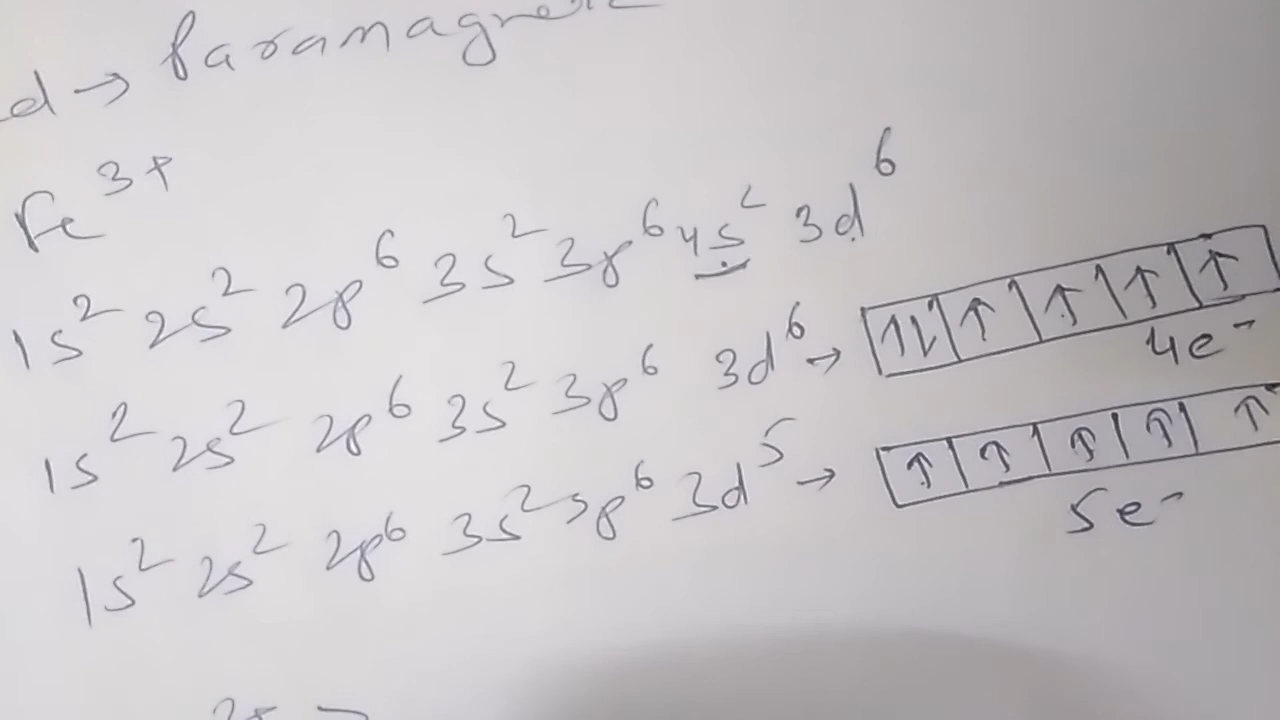 d → Paramagnetic
Fe 3+
1s² 2s² 2p⁶ 3s² 3p⁶ 4s² 3d⁶
1s² 2s² 2p⁶ 3s² 3p⁶ 3d⁶ → ↑↓ ↑ ↑ ↑ ↑
4e⁻
1s² 2s² 2p⁶ 3s² 3p⁶ 3d⁵ → ↑ ↑ ↑ ↑ ↑
5e⁻